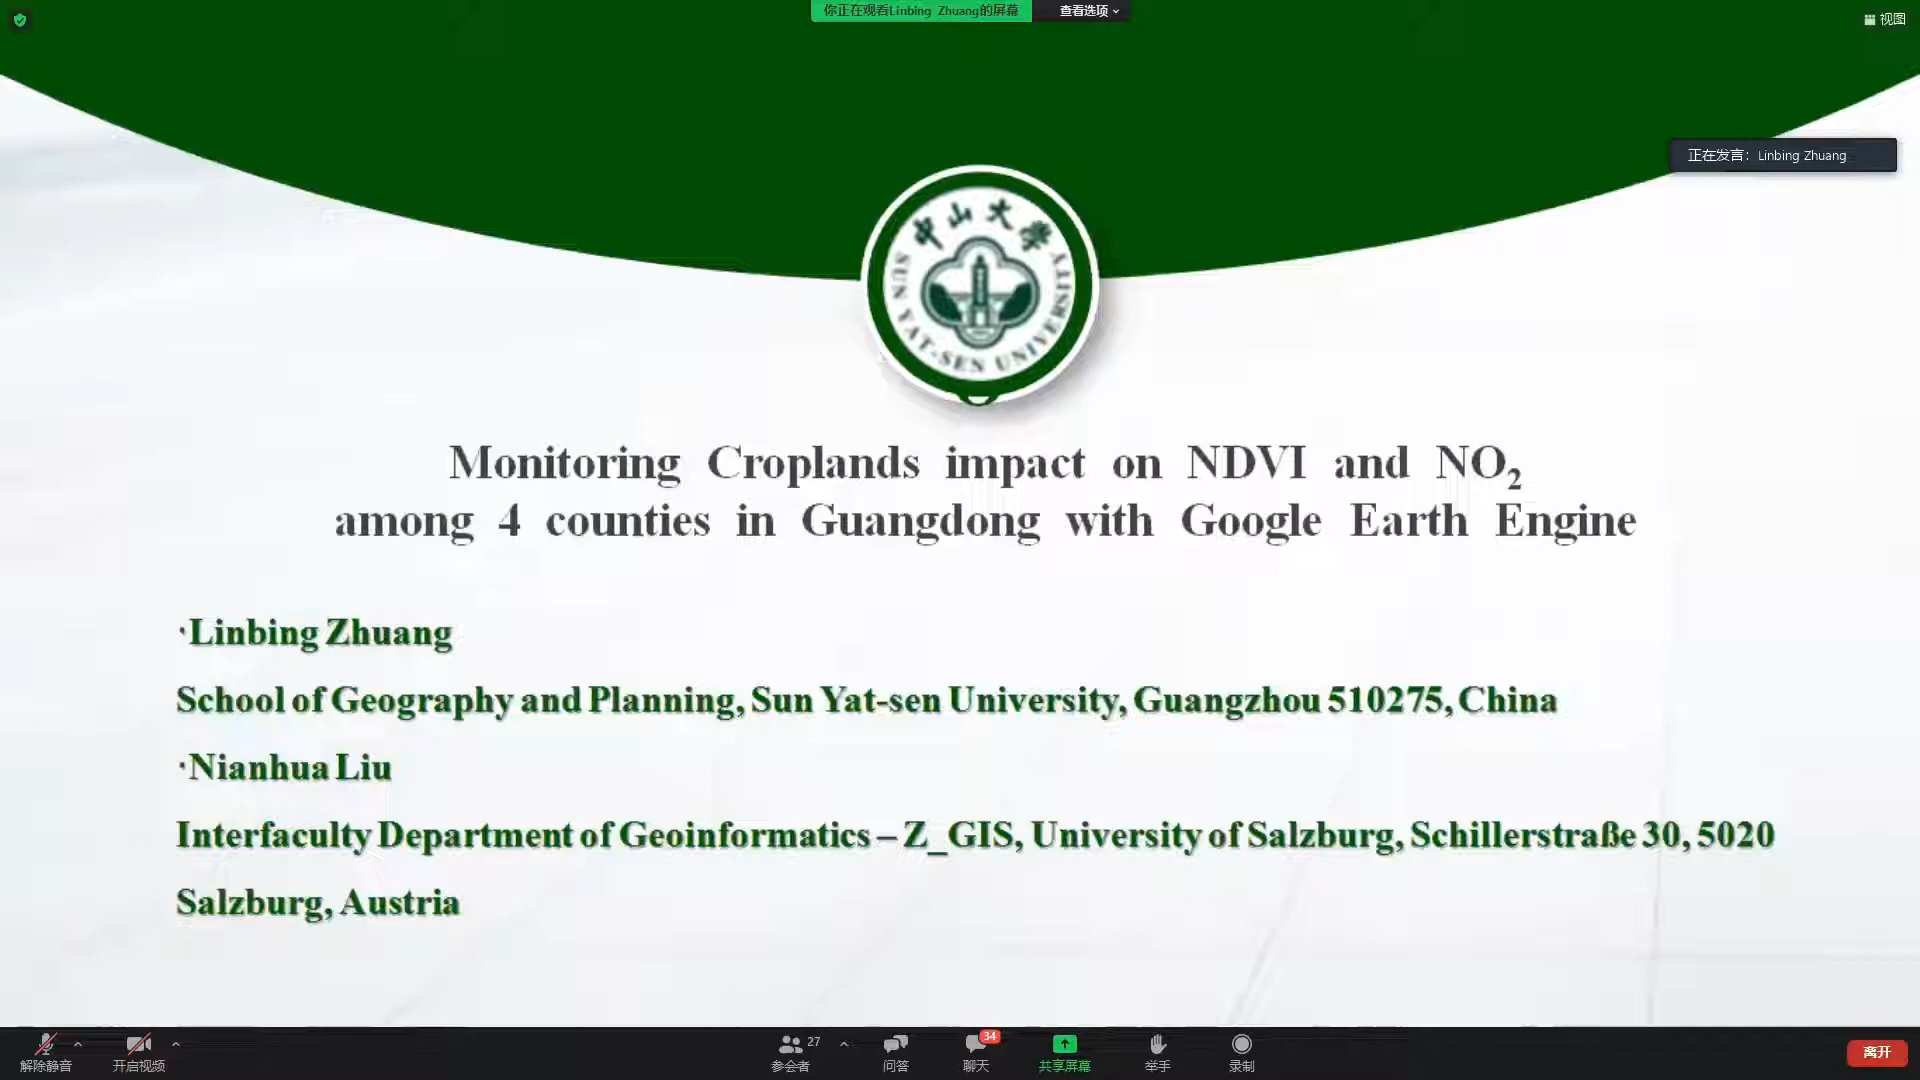 你正在观看Linbing Zhuang的屏幕
查看选项
视图
正在发言: Linbing Zhuang
中山大學
SUN YAT-SEN UNIVERSITY
Monitoring Croplands impact on NDVI and NO₂
among 4 counties in Guangdong with Google Earth Engine
·Linbing Zhuang
School of Geography and Planning, Sun Yat-sen University, Guangzhou 510275, China
·Nianhua Liu
Interfaculty Department of Geoinformatics – Z_GIS, University of Salzburg, Schillerstraße 30, 5020
Salzburg, Austria
解除静音
开启视频
27
参会者
问答
34
聊天
共享屏幕
举手
录制
离开